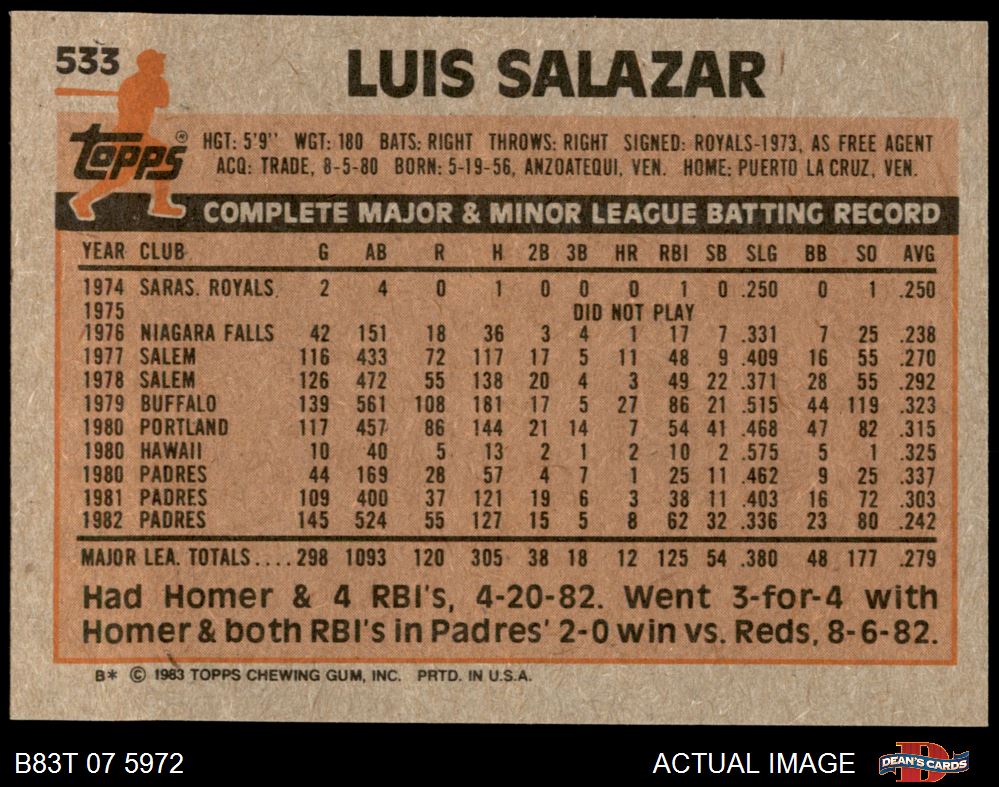 533
LUIS SALAZAR
topps®
HGT: 5'9" WGT: 180 BATS: RIGHT THROWS: RIGHT SIGNED: ROYALS-1973, AS FREE AGENT
ACQ: TRADE, 8-5-80 BORN: 5-19-56, ANZOATEQUI, VEN. HOME: PUERTO LA CRUZ, VEN.
COMPLETE MAJOR & MINOR LEAGUE BATTING RECORD
YEAR CLUB G AB R H 2B 3B HR RBI SB SLG BB SO AVG
1974 SARAS. ROYALS 2 4 0 1 0 0 0 1 0 .250 0 1 .250
1975 DID NOT PLAY
1976 NIAGARA FALLS 42 151 18 36 3 4 1 17 7 .331 7 25 .238
1977 SALEM 116 433 72 117 17 5 11 48 9 .409 16 55 .270
1978 SALEM 126 472 55 138 20 4 3 49 22 .371 28 55 .292
1979 BUFFALO 139 561 108 181 17 5 27 86 21 .515 44 119 .323
1980 PORTLAND 117 457 86 144 21 14 7 54 41 .468 47 82 .315
1980 HAWAII 10 40 5 13 2 1 2 10 2 .575 5 1 .325
1980 PADRES 44 169 28 57 4 7 1 25 11 .462 9 25 .337
1981 PADRES 109 400 37 121 19 6 3 38 11 .403 16 72 .303
1982 PADRES 145 524 55 127 15 5 8 62 32 .336 23 80 .242
MAJOR LEA. TOTALS.... 298 1093 120 305 38 18 12 125 54 .380 48 177 .279
Had Homer & 4 RBI's, 4-20-82. Went 3-for-4 with
Homer & both RBI's in Padres' 2-0 win vs. Reds, 8-6-82.
B* © 1983 TOPPS CHEWING GUM, INC. PRTD. IN U.S.A.
B83T 07 5972
ACTUAL IMAGE
D
DEAN'S CARDS